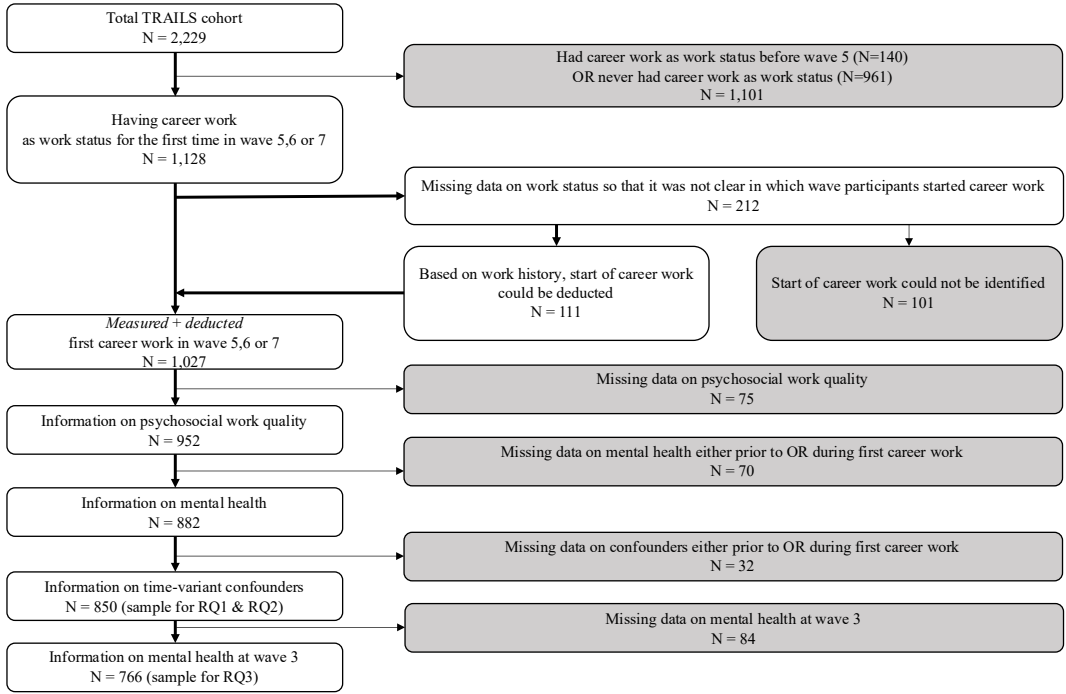 Total TRAILS cohort
N = 2,229
Had career work as work status before wave 5 (N=140)
OR never had career work as work status (N=961)
N = 1,101
Having career work
as work status for the first time in wave 5,6 or 7
N = 1,128
Missing data on work status so that it was not clear in which wave participants started career work
N = 212
Based on work history, start of career work
could be deducted
N = 111
Start of career work could not be identified
N = 101
Measured + deducted
first career work in wave 5,6 or 7
N = 1,027
Missing data on psychosocial work quality
N = 75
Information on psychosocial work quality
N = 952
Missing data on mental health either prior to OR during first career work
N = 70
Information on mental health
N = 882
Missing data on confounders either prior to OR during first career work
N = 32
Information on time-variant confounders
N = 850 (sample for RQ1 & RQ2)
Missing data on mental health at wave 3
N = 84
Information on mental health at wave 3
N = 766 (sample for RQ3)